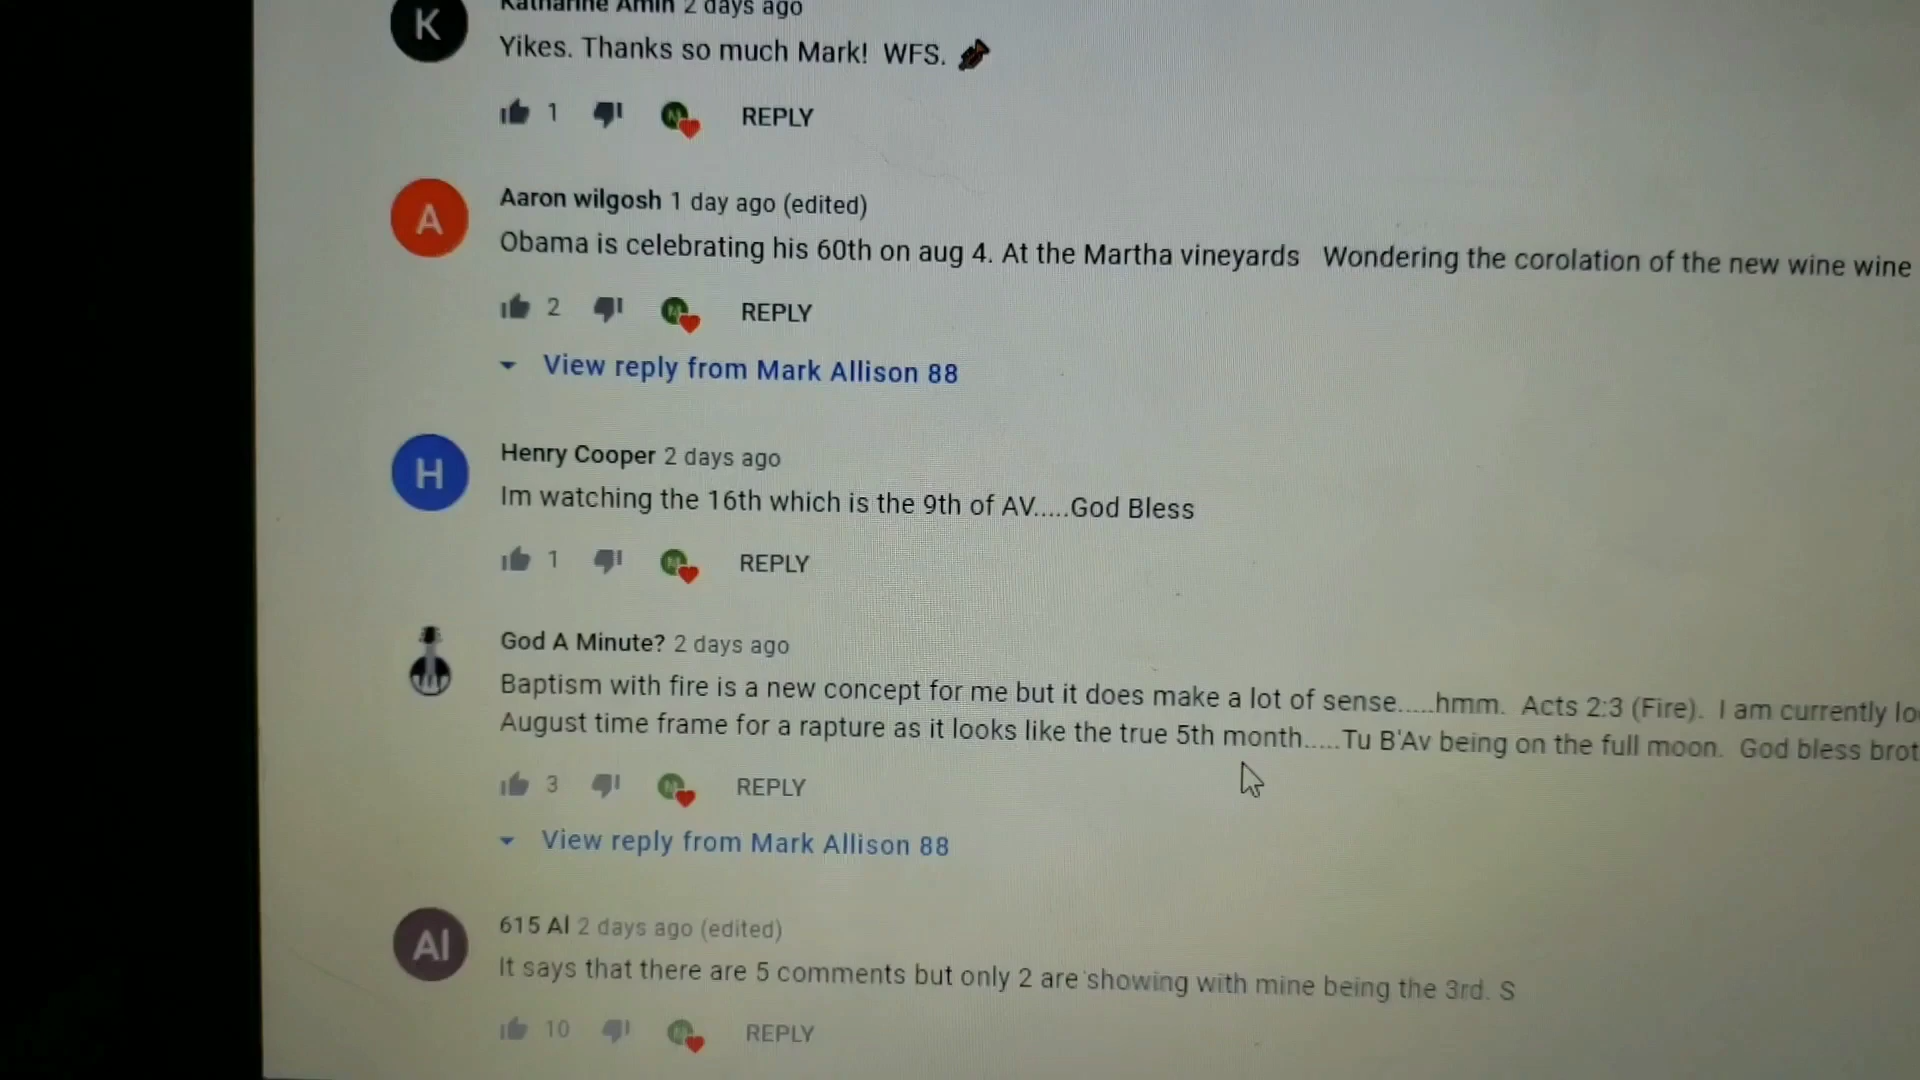 K
Katharine Amin 2 days ago
Yikes. Thanks so much Mark! WFS.
1 REPLY
A
Aaron wilgosh 1 day ago (edited)
Obama is celebrating his 60th on aug 4. At the Martha vineyards Wondering the corolation of the new wine wine
2 REPLY
View reply from Mark Allison 88
H
Henry Cooper 2 days ago
Im watching the 16th which is the 9th of AV.....God Bless
1 REPLY
God A Minute? 2 days ago
Baptism with fire is a new concept for me but it does make a lot of sense.....hmm. Acts 2:3 (Fire). I am currently lo
August time frame for a rapture as it looks like the true 5th month.....Tu B'Av being on the full moon. God bless brot
3 REPLY
View reply from Mark Allison 88
Al
615 Al 2 days ago (edited)
It says that there are 5 comments but only 2 are showing with mine being the 3rd. S
10 REPLY